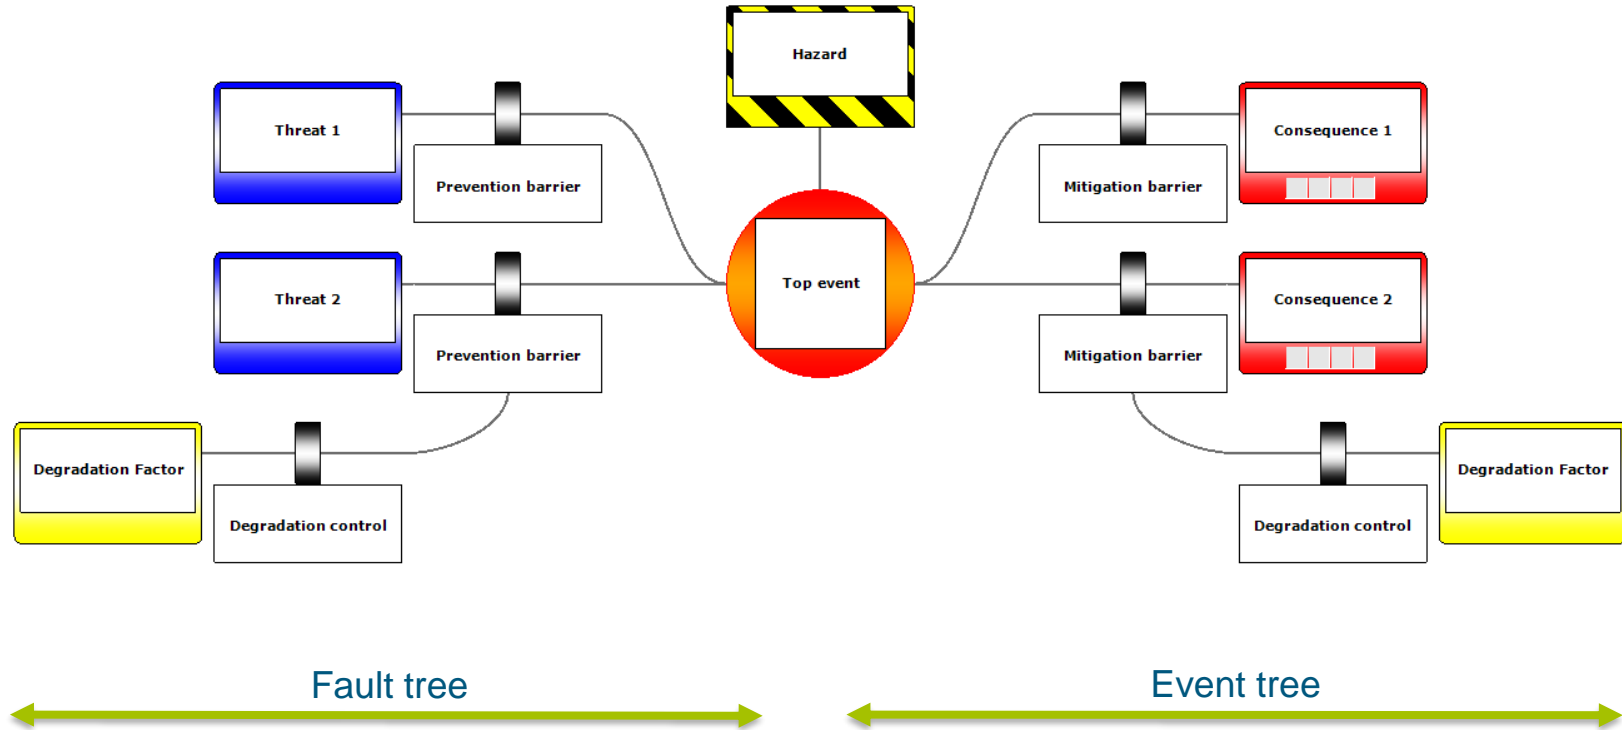 Hazard
Threat 1
Consequence 1
Prevention barrier
Mitigation barrier
Top event
Threat 2
Consequence 2
Prevention barrier
Mitigation barrier
Degradation Factor
Degradation Factor
Degradation control
Degradation control
Fault tree
Event tree